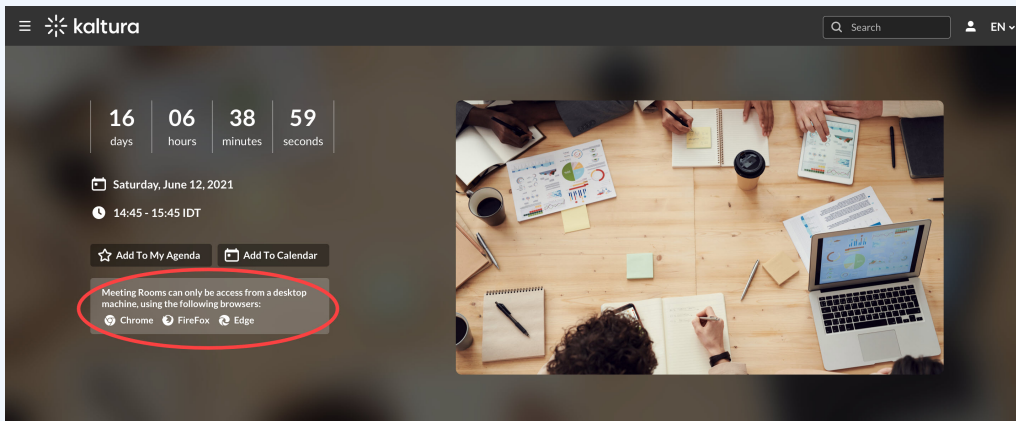 kaltura
Search
EN
16 06 38 59
days hours minutes seconds
Saturday, June 12, 2021
14:45 - 15:45 IDT
Add To My Agenda Add To Calendar
Meeting Rooms can only be access from a desktop
machine, using the following browsers:
Chrome FireFox Edge